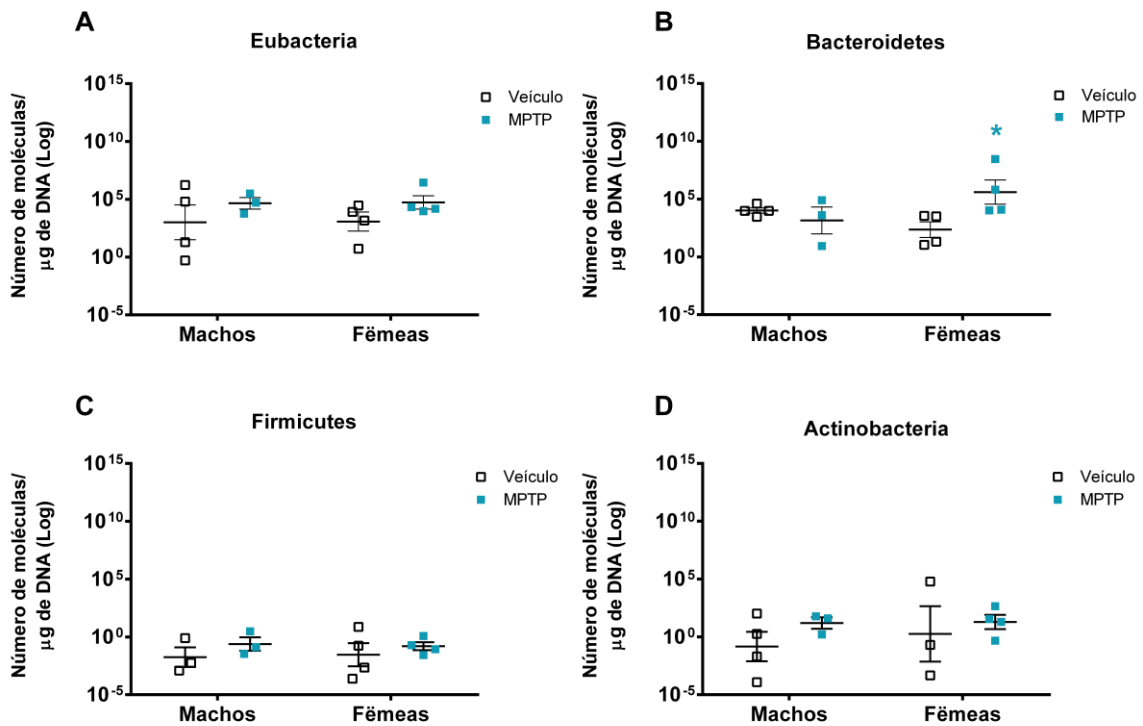 A
Eubacteria
Número de moléculas/
µg de DNA (Log)
10^15
10^10
10^5
10^0
10^-5
Machos
Fëmeas
Veículo
MPTP
B
Bacteroidetes
Número de moléculas/
µg de DNA (Log)
10^15
10^10
10^5
10^0
10^-5
Machos
Fëmeas
Veículo
MPTP
*
C
Firmicutes
Número de moléculas/
µg de DNA (Log)
10^15
10^10
10^5
10^0
10^-5
Machos
Fëmeas
Veículo
MPTP
D
Actinobacteria
Número de moléculas/
µg de DNA (Log)
10^15
10^10
10^5
10^0
10^-5
Machos
Fëmeas
Veículo
MPTP